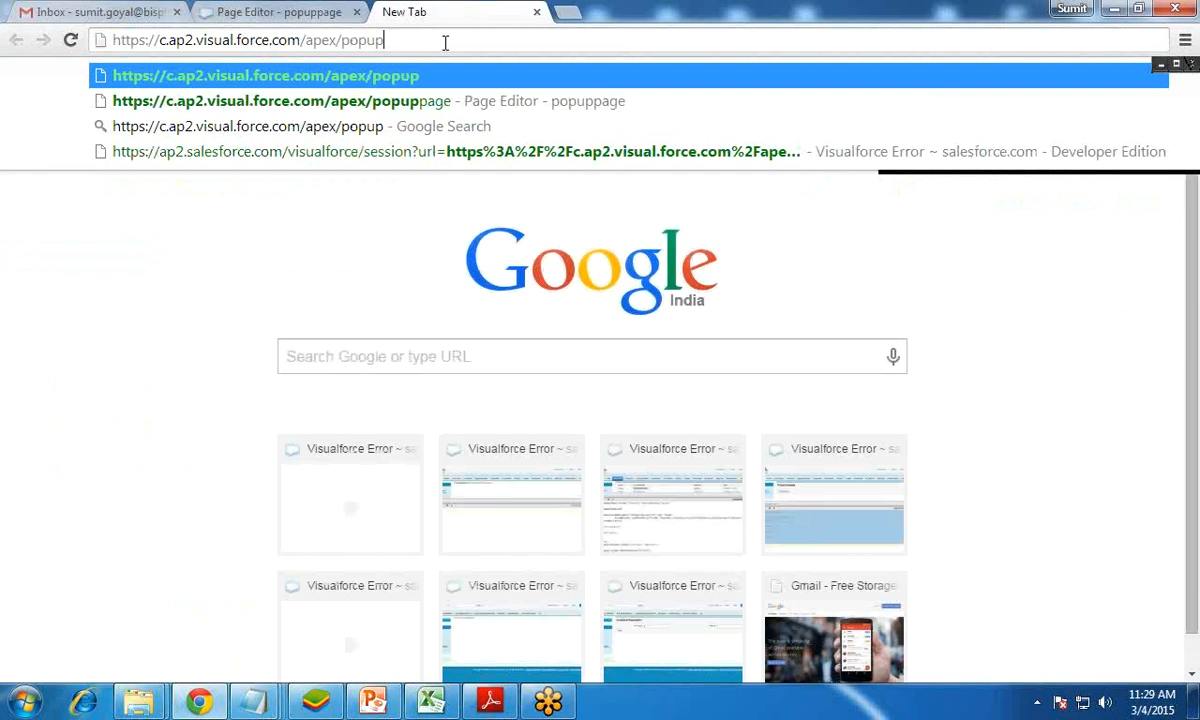 Inbox - sumit.goyal@bisp
Page Editor - popuppage
New Tab
Sumit
https://c.ap2.visual.force.com/apex/popup
https://c.ap2.visual.force.com/apex/popup
https://c.ap2.visual.force.com/apex/popuppage - Page Editor - popuppage
https://c.ap2.visual.force.com/apex/popup - Google Search
https://ap2.salesforce.com/visualforce/session?url=https%3A%2F%2Fc.ap2.visual.force.com%2Fape... - Visualforce Error ~ salesforce.com - Developer Edition
Google
India
Search Google or type URL
Visualforce Error ~ sa
Visualforce Error ~ sa
Visualforce Error ~ sa
Visualforce Error ~ sa
Visualforce Error ~ sa
Visualforce Error ~ sa
Visualforce Error ~ sa
Gmail - Free Storage
11:29 AM
3/4/2015